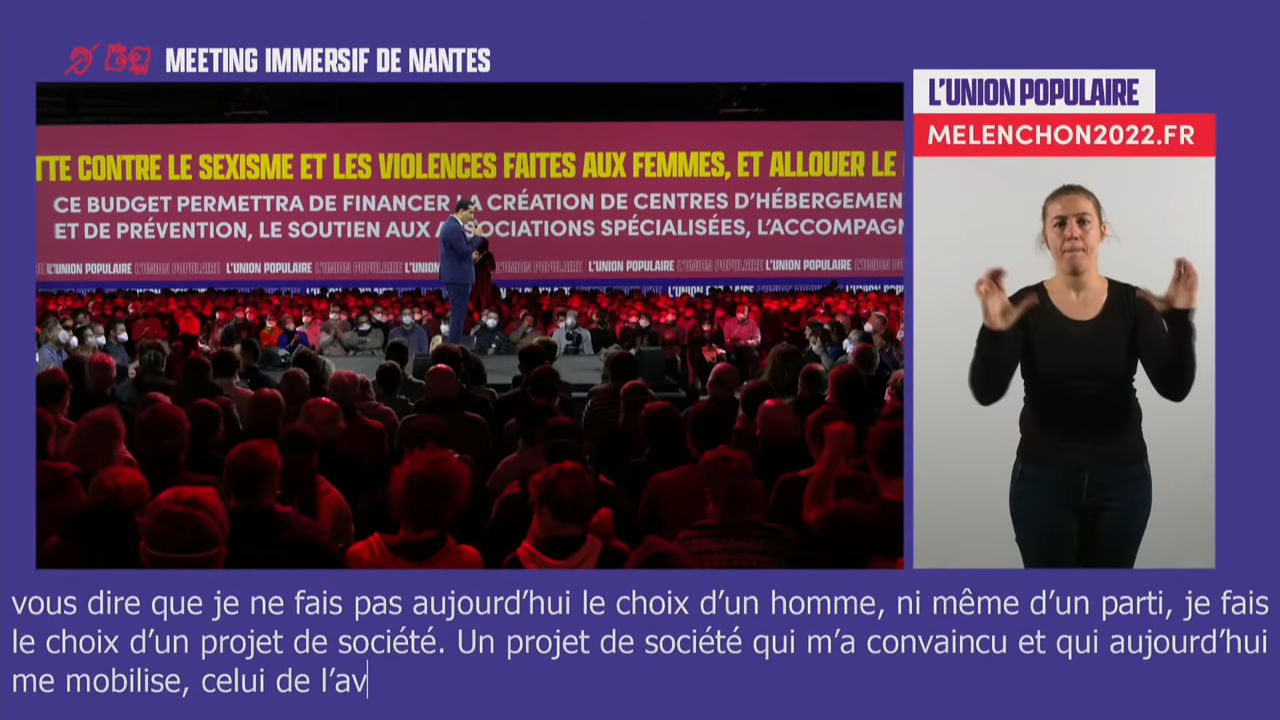 MEETING IMMERSIF DE NANTES
L'UNION POPULAIRE
MELENCHON2022.FR
TTE CONTRE LE SEXISME ET LES VIOLENCES FAITES AUX FEMMES, ET ALLOUER LE
CE BUDGET PERMETTRA DE FINANCER LA CRÉATION DE CENTRES D'HÉBERGEMEN
ET DE PRÉVENTION, LE SOUTIEN AUX ASSOCIATIONS SPÉCIALISÉES, L'ACCOMPAGN
L'UNION POPULAIRE L'UNION POPULAIRE L'UNION POPULAIRE L'UNION POPULAIRE L'UNION POPULAIRE L'UNION POPULAIRE L'UNION POPULAIRE L'UNION POPULAIRE
vous dire que je ne fais pas aujourd'hui le choix d'un homme, ni même d'un parti, je fais
le choix d'un projet de société. Un projet de société qui m'a convaincu et qui aujourd'hui
me mobilise, celui de l'av